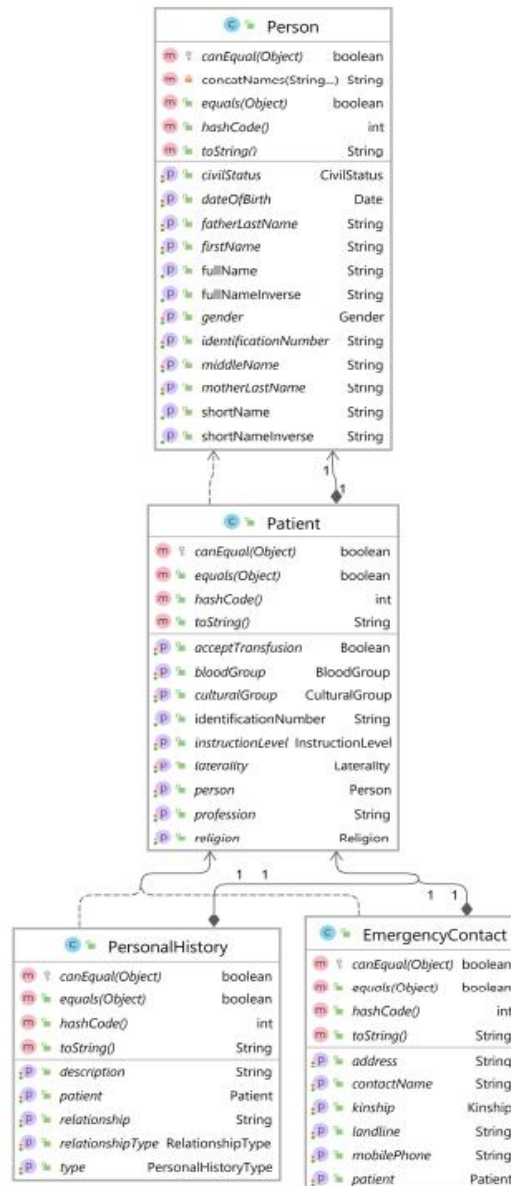 C Person
m canEqual(Object) boolean
m concatNames(String...) String
m equals(Object) boolean
m hashCode() int
m toString() String
P civilStatus CivilStatus
P dateOfBirth Date
P fatherLastName String
P firstName String
P fullName String
P fullNameInverse String
P gender Gender
P identificationNumber String
P middleName String
P motherLastName String
P shortName String
P shortNameInverse String
1
1
C Patient
m canEqual(Object) boolean
m equals(Object) boolean
m hashCode() int
m toString() String
P acceptTransfusion Boolean
P bloodGroup BloodGroup
P culturalGroup CulturalGroup
P identificationNumber String
P instructionLevel InstructionLevel
P laterality Laterality
P person Person
P profession String
P religion Religion
1 1
1 1
C PersonalHistory
m canEqual(Object) boolean
m equals(Object) boolean
m hashCode() int
m toString() String
P description String
P patient Patient
P relationship String
P relationshipType RelationshipType
P type PersonalHistoryType
C EmergencyContact
m canEqual(Object) boolean
m equals(Object) boolean
m hashCode() int
m toString() String
P address String
P contactName String
P kinship Kinship
P landline String
P mobilePhone String
P patient Patient